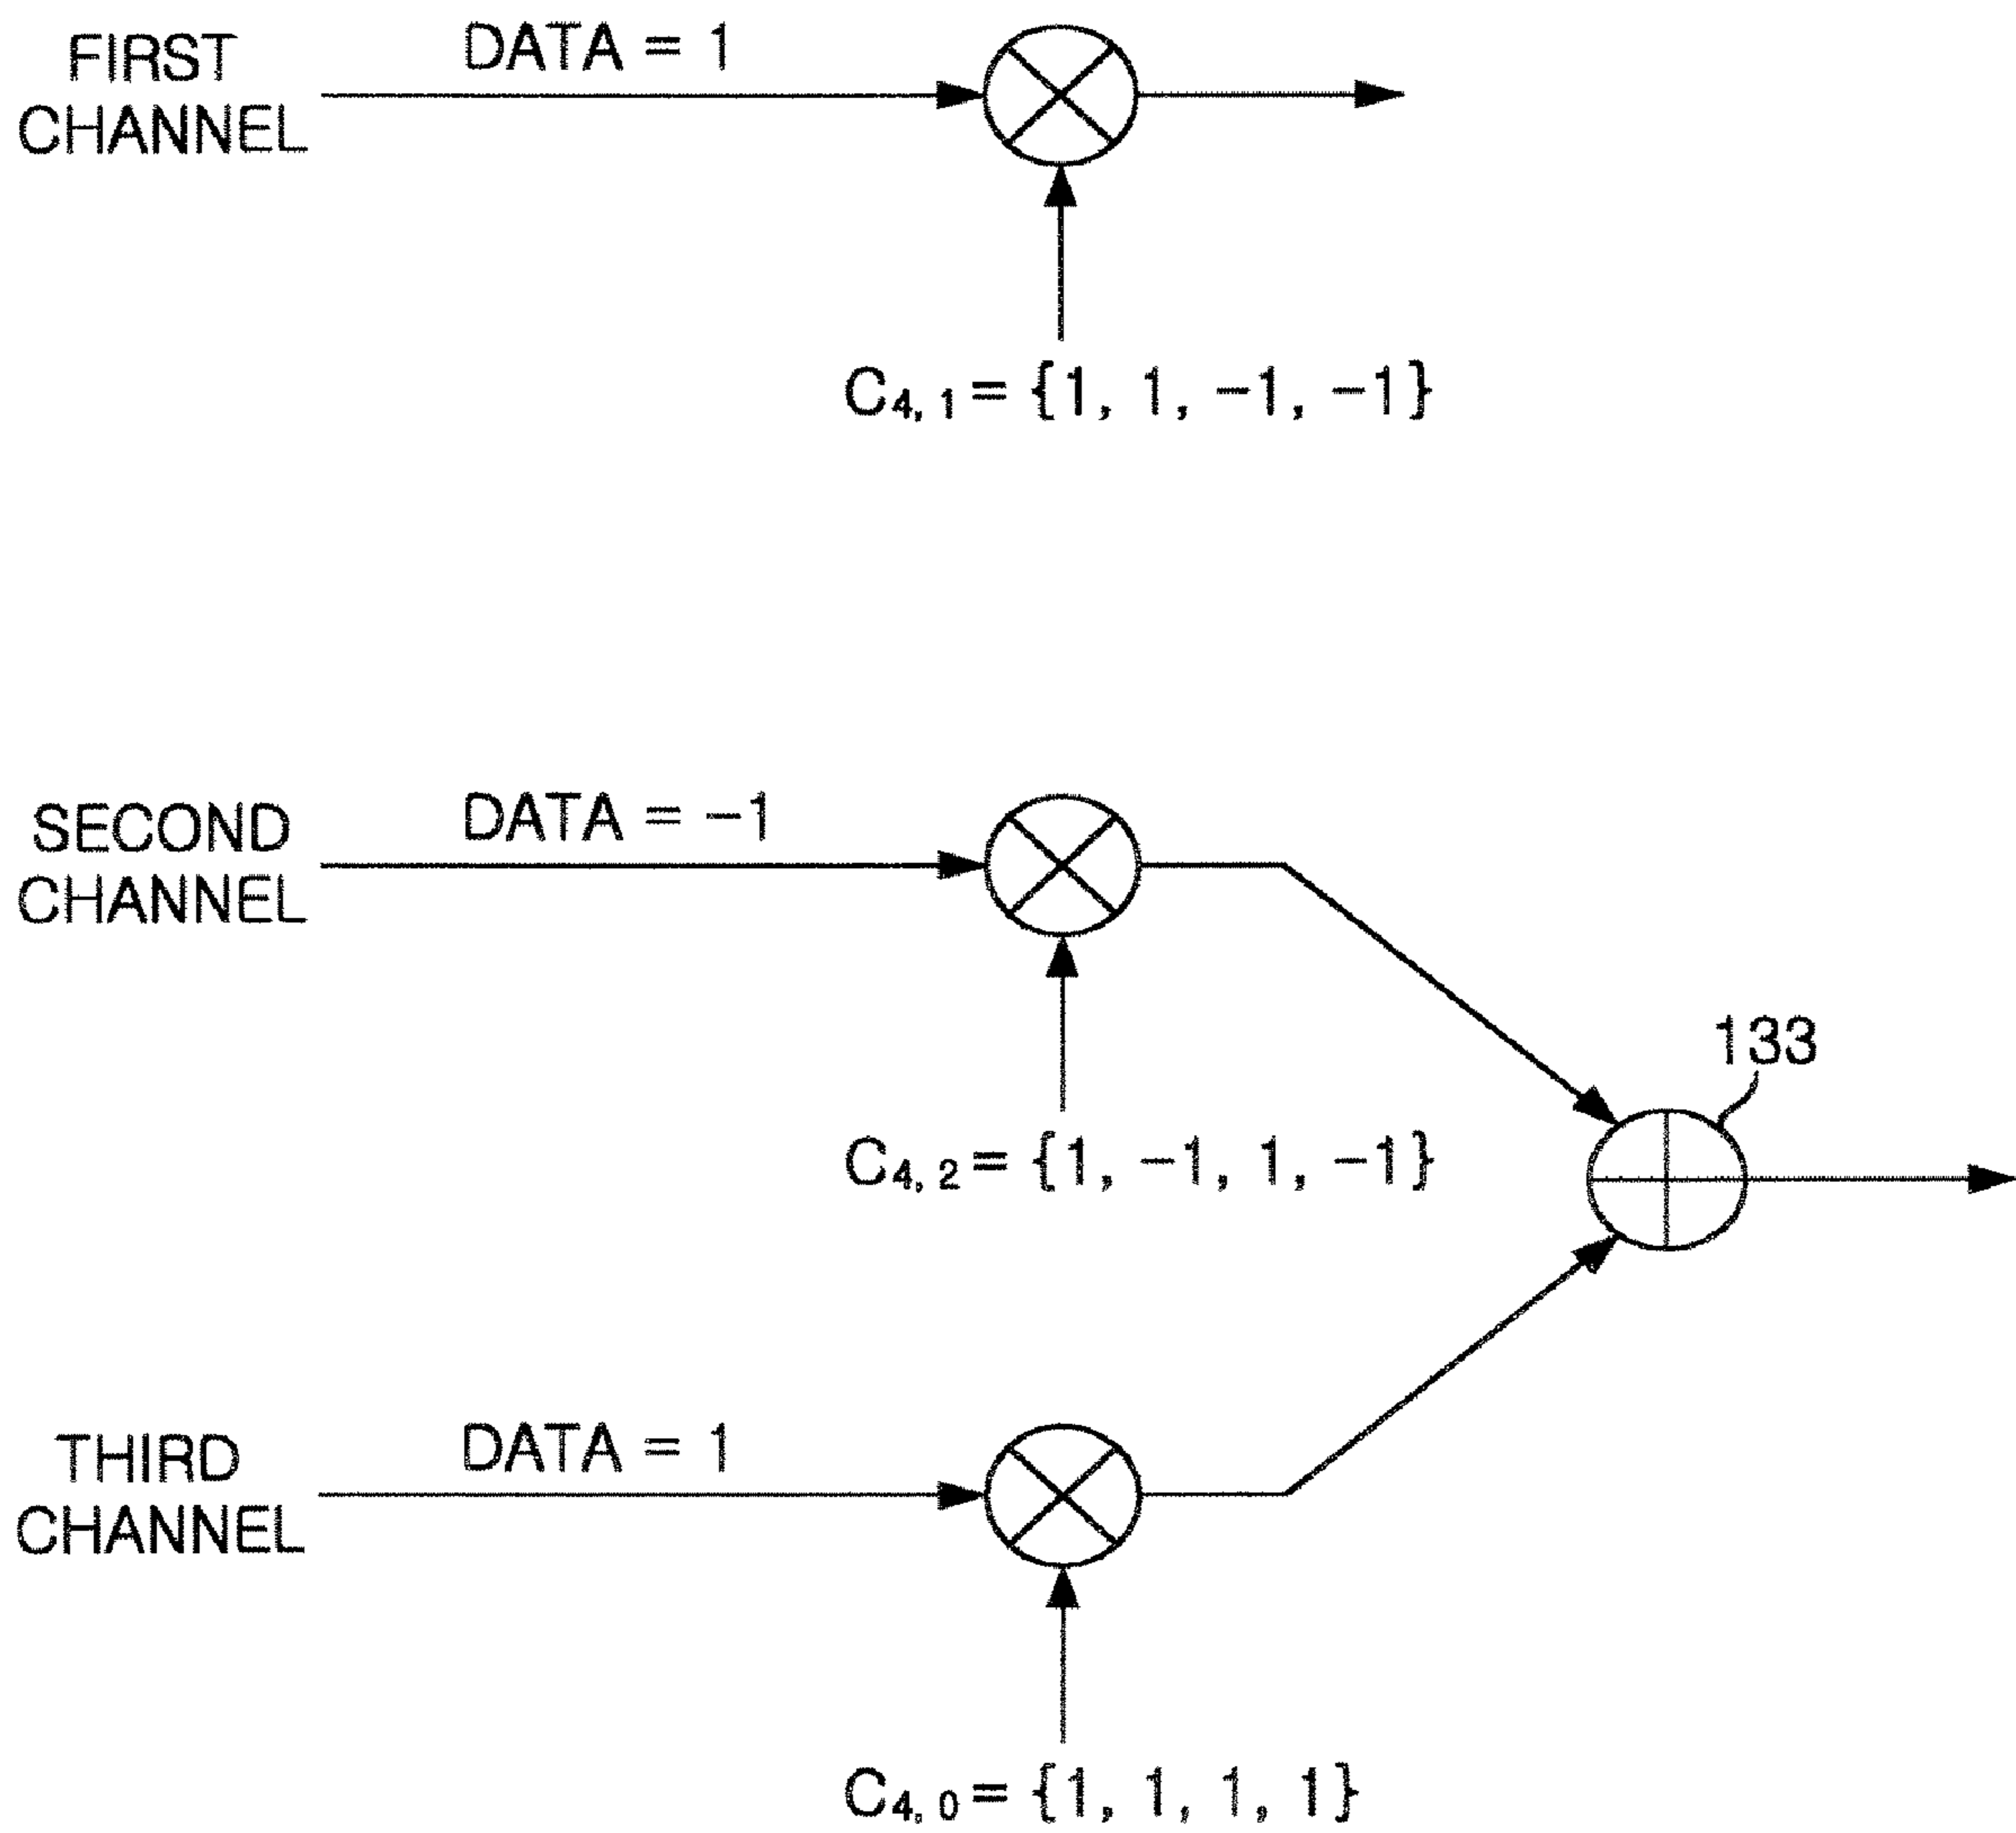 FIRST
CHANNEL
DATA = 1
C4, 1 = {1, 1, −1, −1}
SECOND
CHANNEL
DATA = −1
C4, 2 = {1, −1, 1, −1}
133
THIRD
CHANNEL
DATA = 1
C4, 0 = {1, 1, 1, 1}